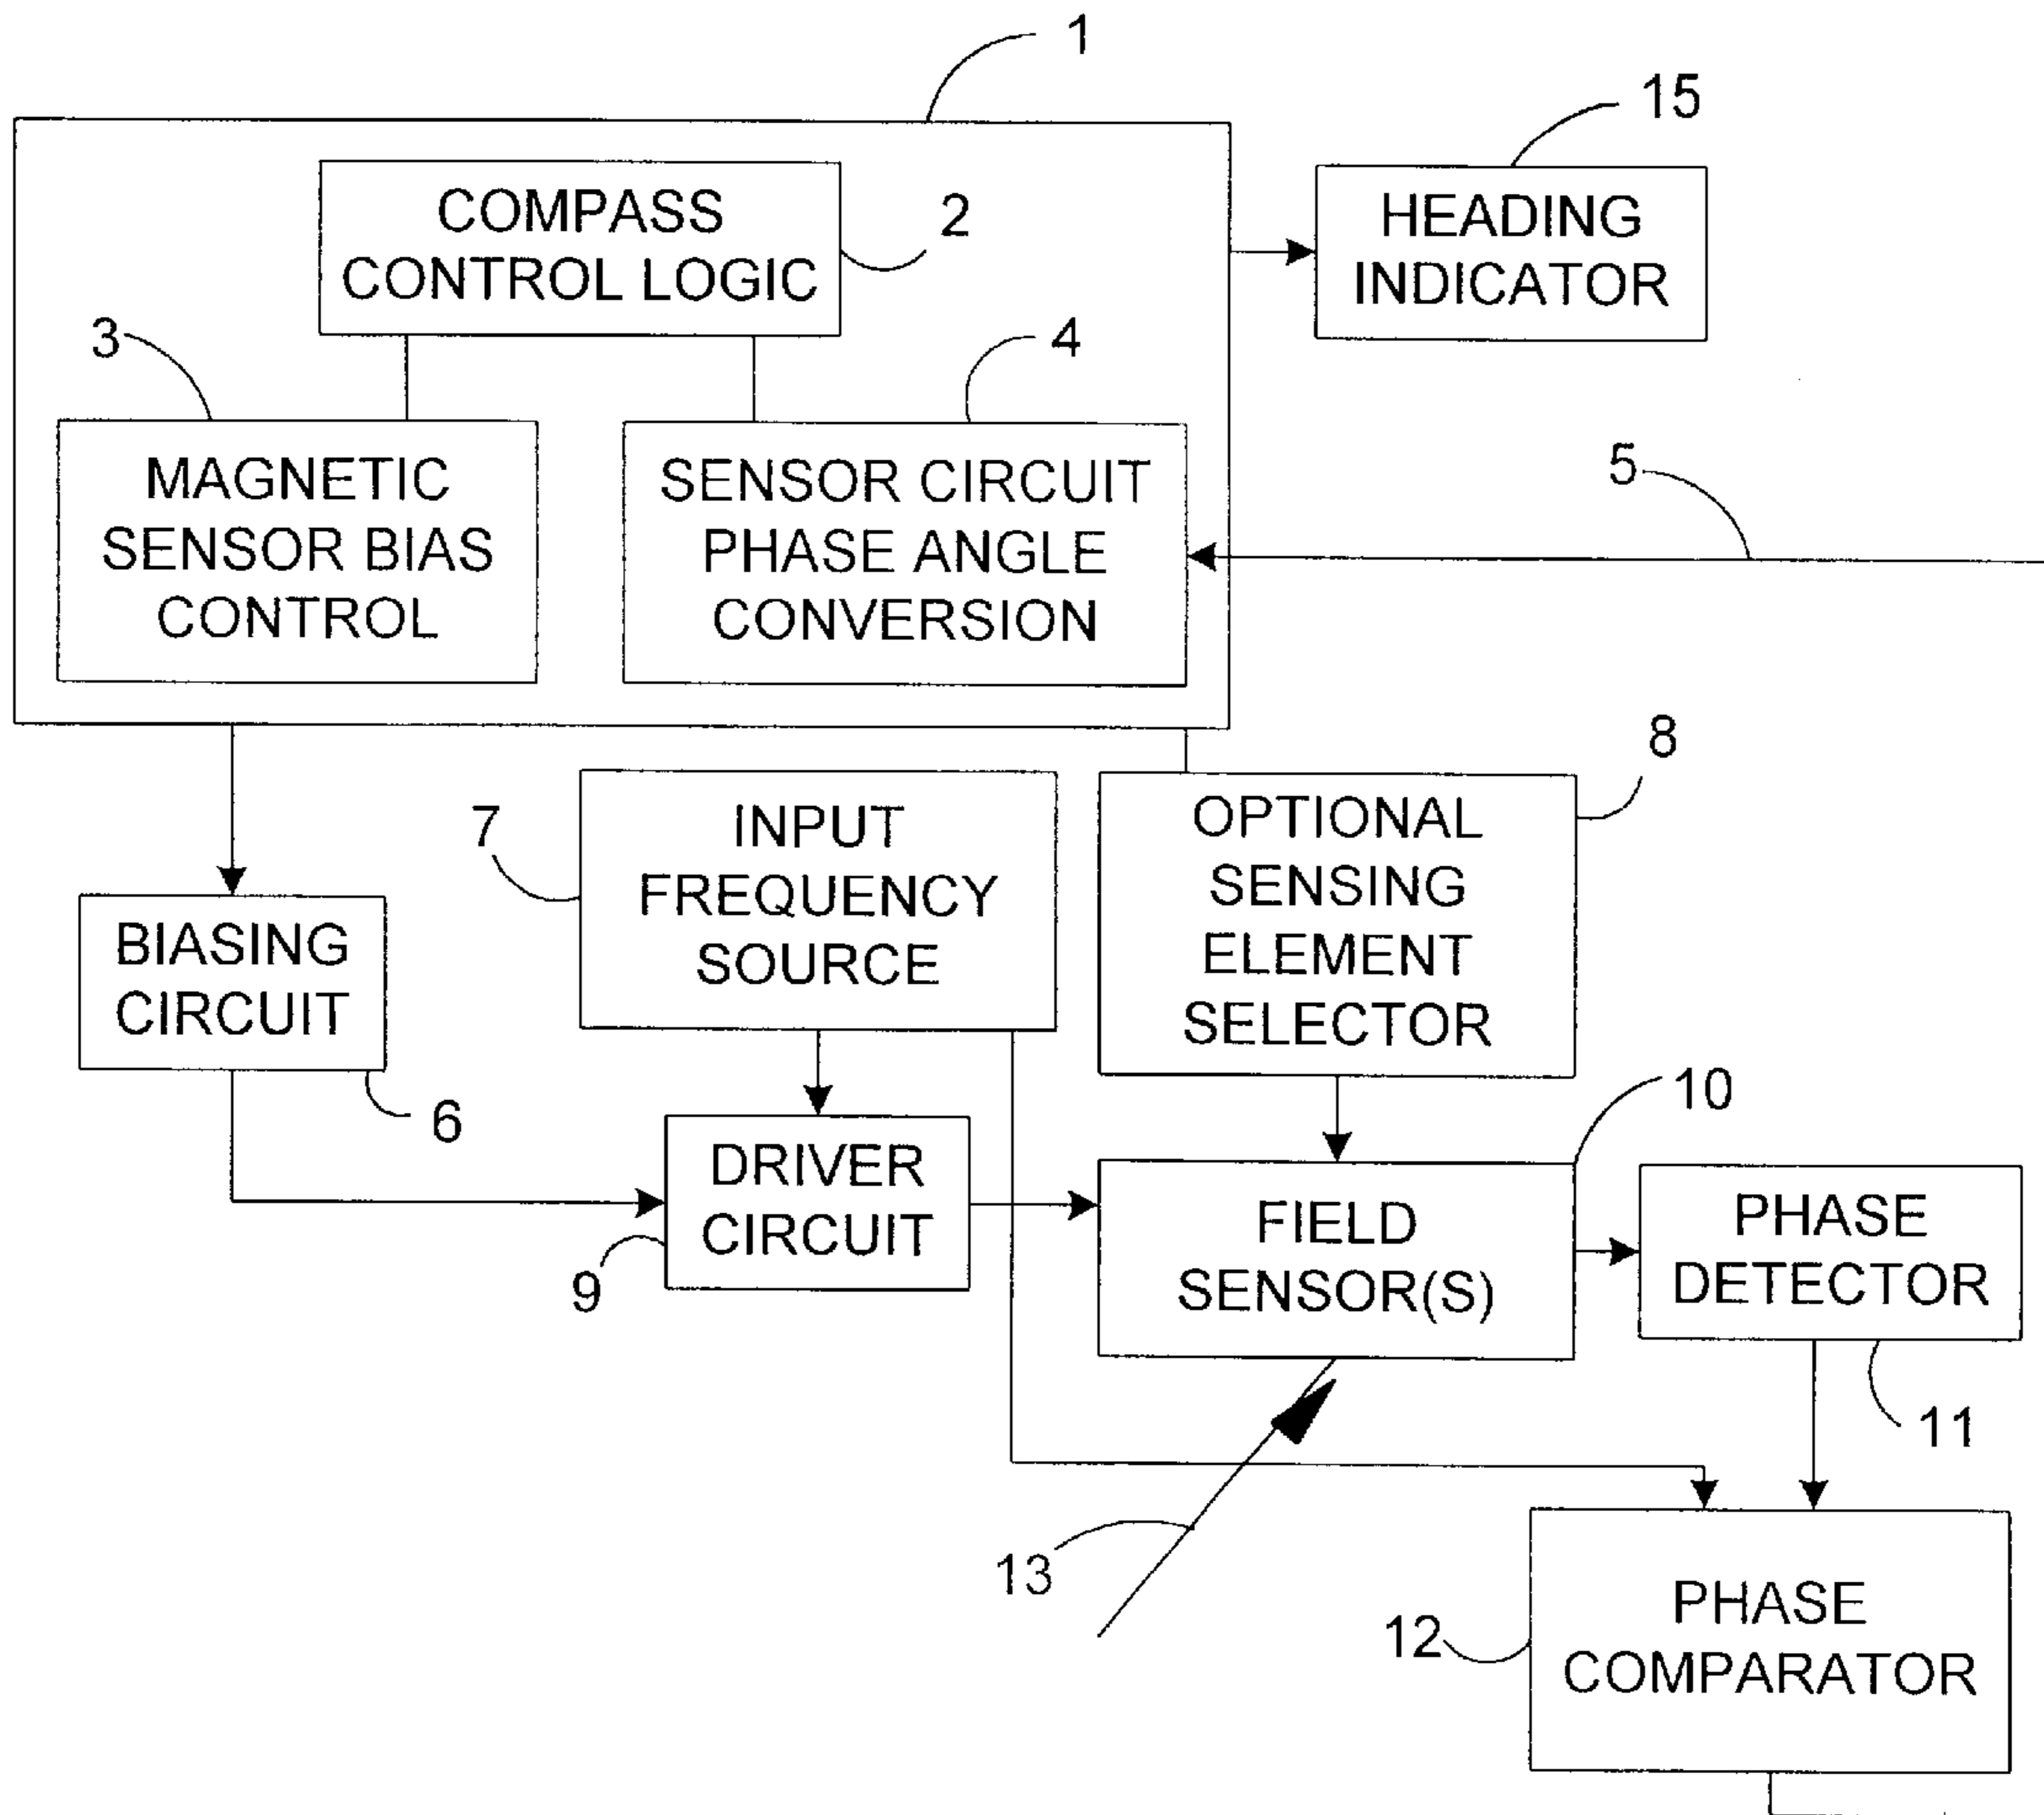 1
15
COMPASS
CONTROL LOGIC
2
HEADING
INDICATOR
3
4
MAGNETIC
SENSOR BIAS
CONTROL
SENSOR CIRCUIT
PHASE ANGLE
CONVERSION
5
8
7
INPUT
FREQUENCY
SOURCE
OPTIONAL
SENSING
ELEMENT
SELECTOR
BIASING
CIRCUIT
6
10
DRIVER
CIRCUIT
9
FIELD
SENSOR(S)
PHASE
DETECTOR
11
13
12
PHASE
COMPARATOR